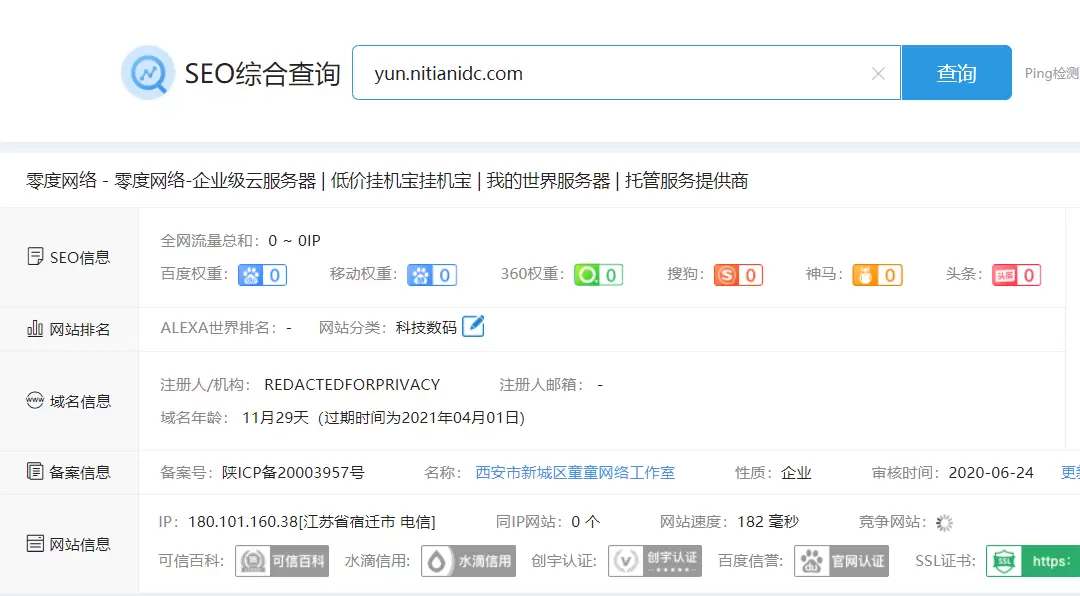 SEO综合查询 yun.nitianidc.com 查询 Ping检测
零度网络 - 零度网络-企业级云服务器 | 低价挂机宝挂机宝 | 我的世界服务器 | 托管服务提供商
SEO信息
全网流量总和：0 ~ 0IP
百度权重： 0 移动权重： 0 360权重： 0 搜狗： S 0 神马： 0 头条： 头条 0
网站排名 ALEXA世界排名：- 网站分类：科技数码
域名信息
注册人/机构： REDACTEDFORPRIVACY 注册人邮箱： -
域名年龄： 11月29天（过期时间为2021年04月01日）
备案信息 备案号：陕ICP备20003957号 名称：西安市新城区童童网络工作室 性质：企业 审核时间：2020-06-24 更新
网站信息
IP：180.101.160.38[江苏省宿迁市 电信] 同IP网站：0 个 网站速度：182 毫秒 竞争网站：
可信百科： 可信百科 水滴信用： 水滴信用 创宇认证： 创宇认证 百度信誉： du 官网认证 SSL证书： SSL https: